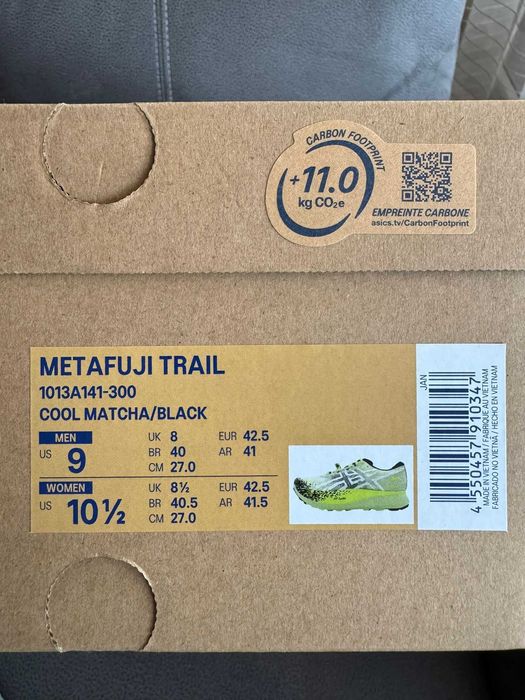 CARBON FOOTPRINT
+11.0
kg CO₂e
EMPREINTE CARBONE
asics.tv/CarbonFootprint
METAFUJI TRAIL
1013A141-300
COOL MATCHA/BLACK
MEN
US 9
UK 8 EUR 42.5
BR 40 AR 41
CM 27.0
WOMEN
US 10½
UK 8½ EUR 42.5
BR 40.5 AR 41.5
CM 27.0
JAN
4 550457 910347
MADE IN VIETNAM / FABRIQUÉ AU VIETNAM
FABRICADO NO VIETNÃ / HECHO EN VIETNAM